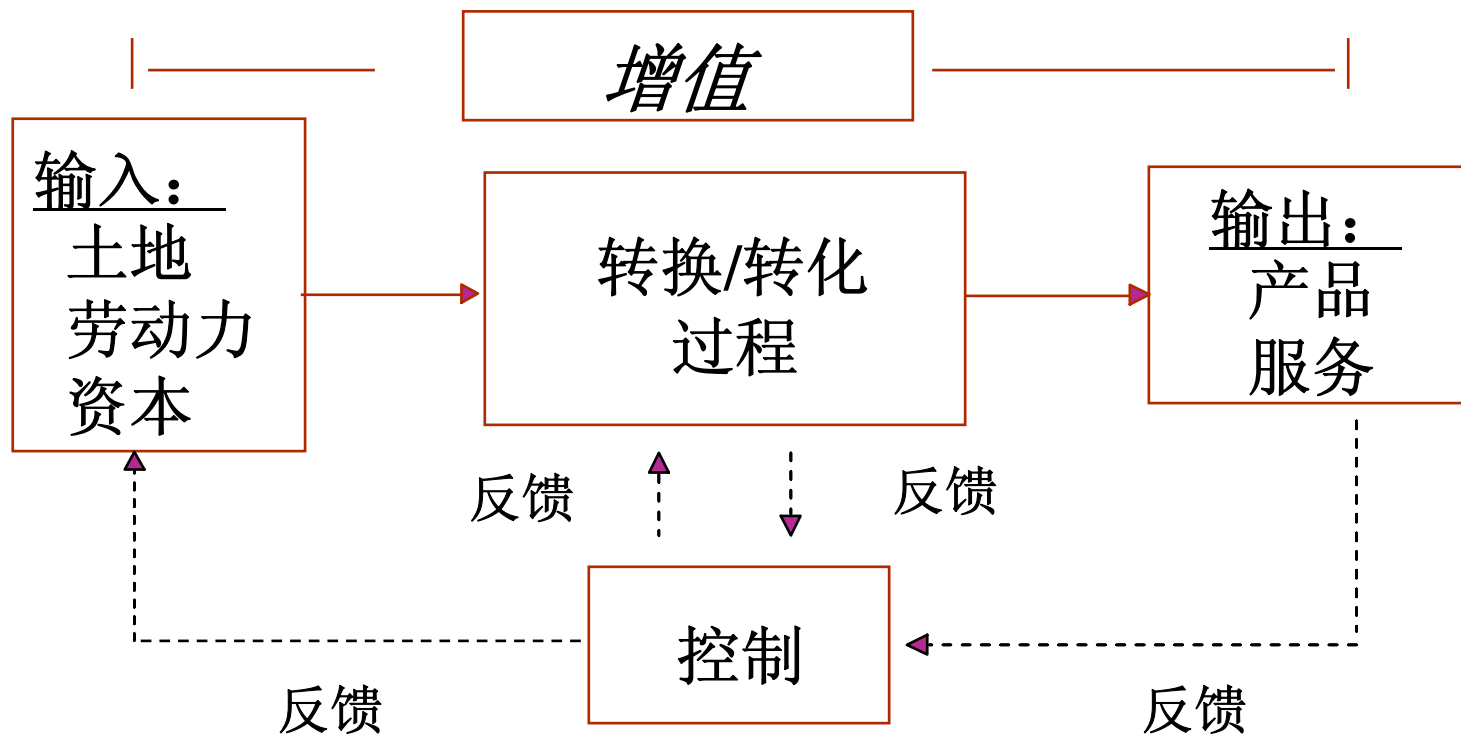 增值
输入：
土地
劳动力
资本
转换/转化
过程
输出：
产品
服务
反馈
反馈
控制
反馈
反馈